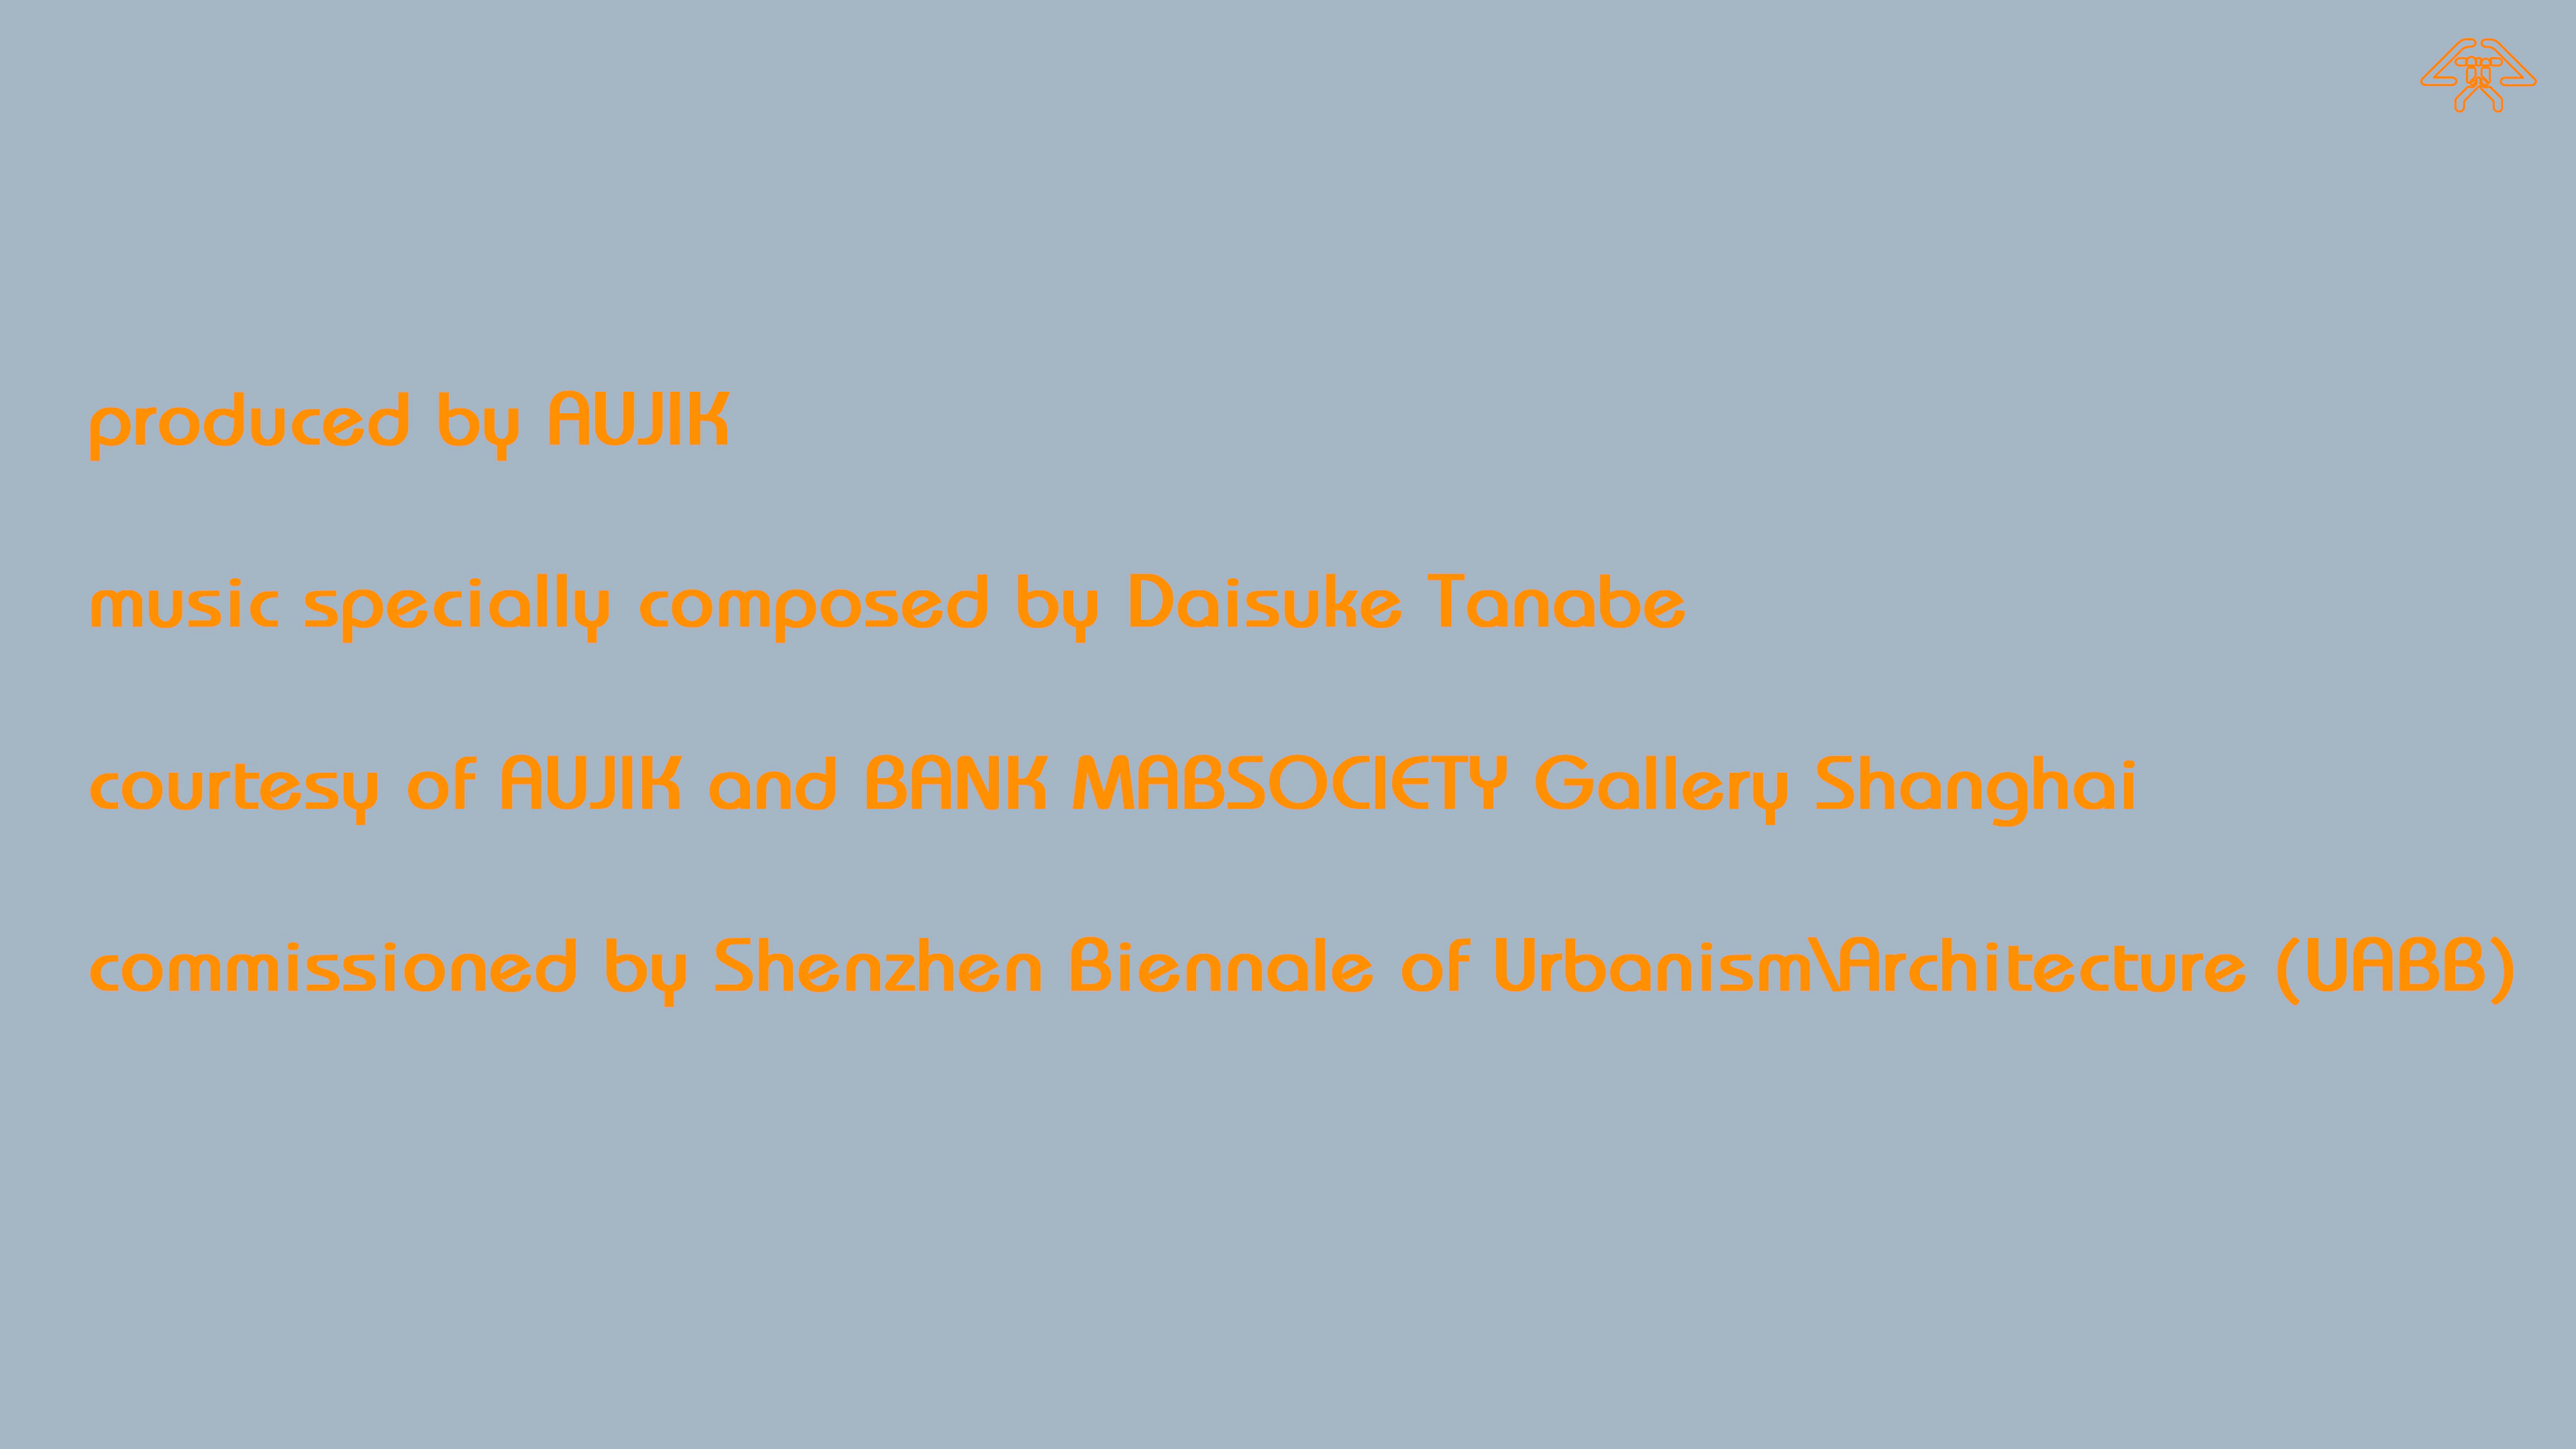 produced by AUJIK
music specially composed by Daisuke Tanabe
courtesy of AUJIK and BANK MABSOCIETY Gallery Shanghai
commissioned by Shenzhen Biennale of Urbanism\Architecture (UABB)